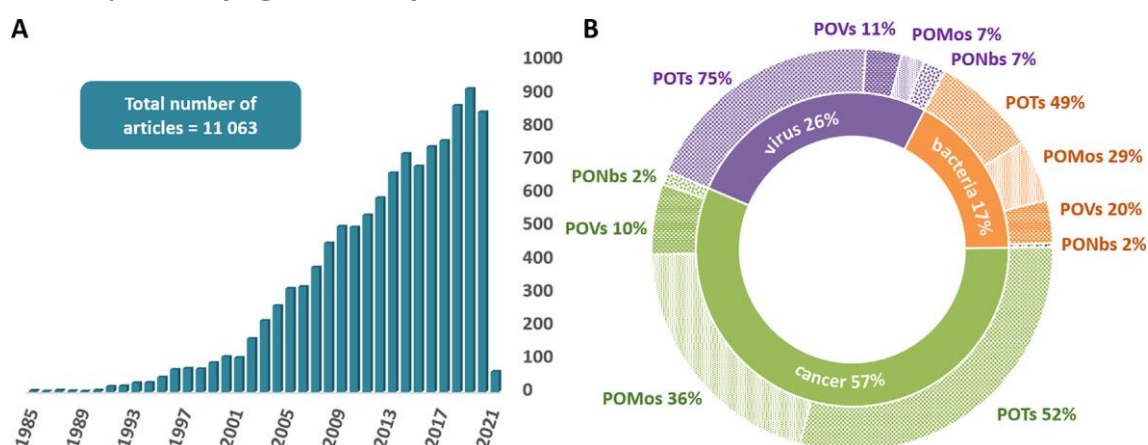 A
Total number of
articles = 11 063
1000
900
800
700
600
500
400
300
200
100
0
1985
1989
1993
1997
2001
2005
2009
2013
2017
2021
B
POVs 11%
POMos 7%
PONbs 7%
POTs 75%
POTs 49%
virus 26%
bacteria 17%
POMos 29%
PONbs 2%
POVs 20%
POVs 10%
PONbs 2%
cancer 57%
POMos 36%
POTs 52%